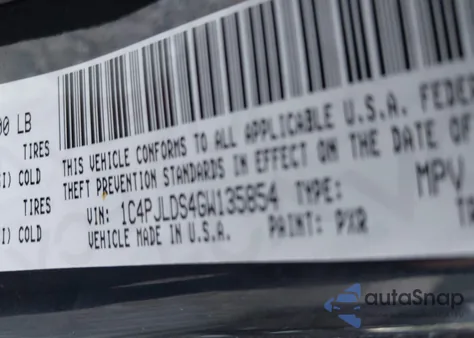 00 LB
TIRES
I) COLD
TIRES
I) COLD
THIS VEHICLE CONFORMS TO ALL APPLICABLE U.S.A. FEDE
THEFT PREVENTION STANDARDS IN EFFECT ON THE DATE OF
VIN: 1C4PJLDS4GW135854 TYPE: MPV
VEHICLE MADE IN U.S.A. PAINT: PXR
autaSnap